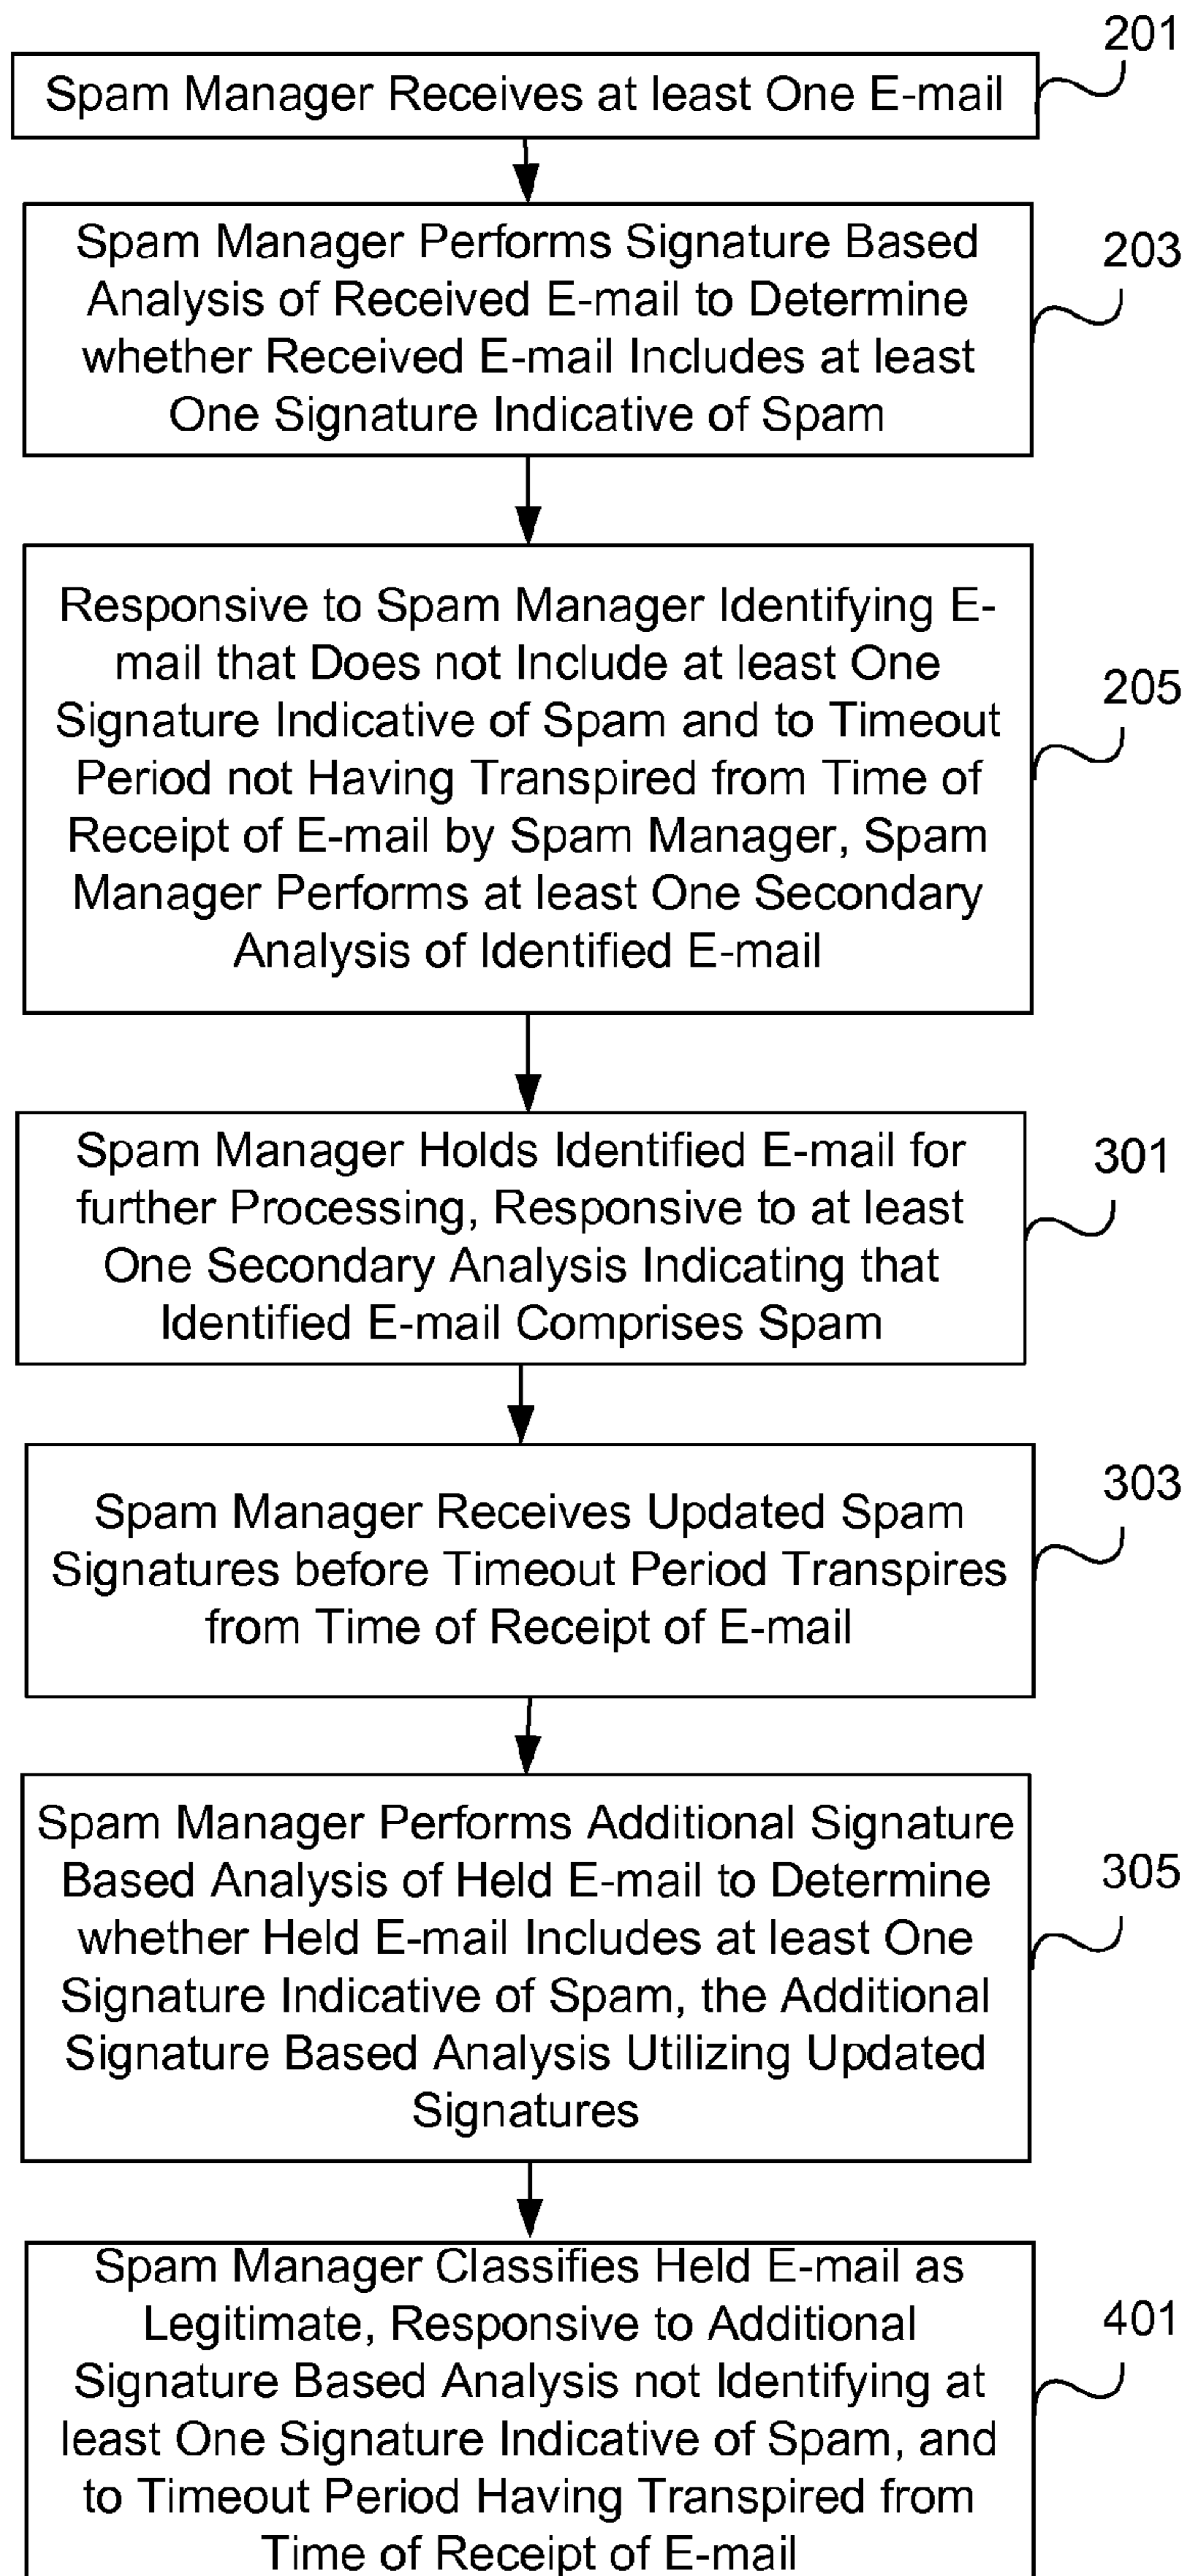 201
Spam Manager Receives at least One E-mail
203
Spam Manager Performs Signature Based
Analysis of Received E-mail to Determine
whether Received E-mail Includes at least
One Signature Indicative of Spam
205
Responsive to Spam Manager Identifying E-
mail that Does not Include at least One
Signature Indicative of Spam and to Timeout
Period not Having Transpired from Time of
Receipt of E-mail by Spam Manager, Spam
Manager Performs at least One Secondary
Analysis of Identified E-mail
301
Spam Manager Holds Identified E-mail for
further Processing, Responsive to at least
One Secondary Analysis Indicating that
Identified E-mail Comprises Spam
303
Spam Manager Receives Updated Spam
Signatures before Timeout Period Transpires
from Time of Receipt of E-mail
305
Spam Manager Performs Additional Signature
Based Analysis of Held E-mail to Determine
whether Held E-mail Includes at least One
Signature Indicative of Spam, the Additional
Signature Based Analysis Utilizing Updated
Signatures
401
Spam Manager Classifies Held E-mail as
Legitimate, Responsive to Additional
Signature Based Analysis not Identifying at
least One Signature Indicative of Spam, and
to Timeout Period Having Transpired from
Time of Receipt of E-mail